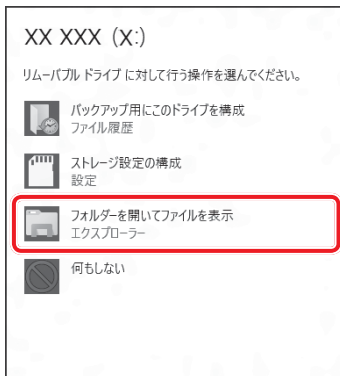 XX XXX (X:)
リムーバブル ドライブ に対して行う操作を選んでください。
バックアップ用にこのドライブを構成
ファイル履歴
ストレージ設定の構成
設定
フォルダーを開いてファイルを表示
エクスプローラー
何もしない